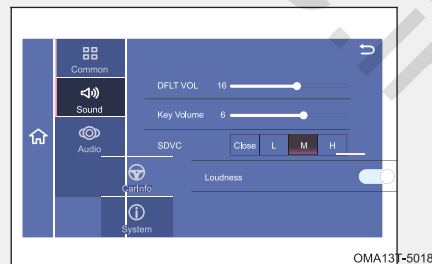 Common
Sound
Audio
CarInfo
System
DFLT VOL 16
Key Volume 6
SDVC Close L M H
Loudness
OMA13T-5018